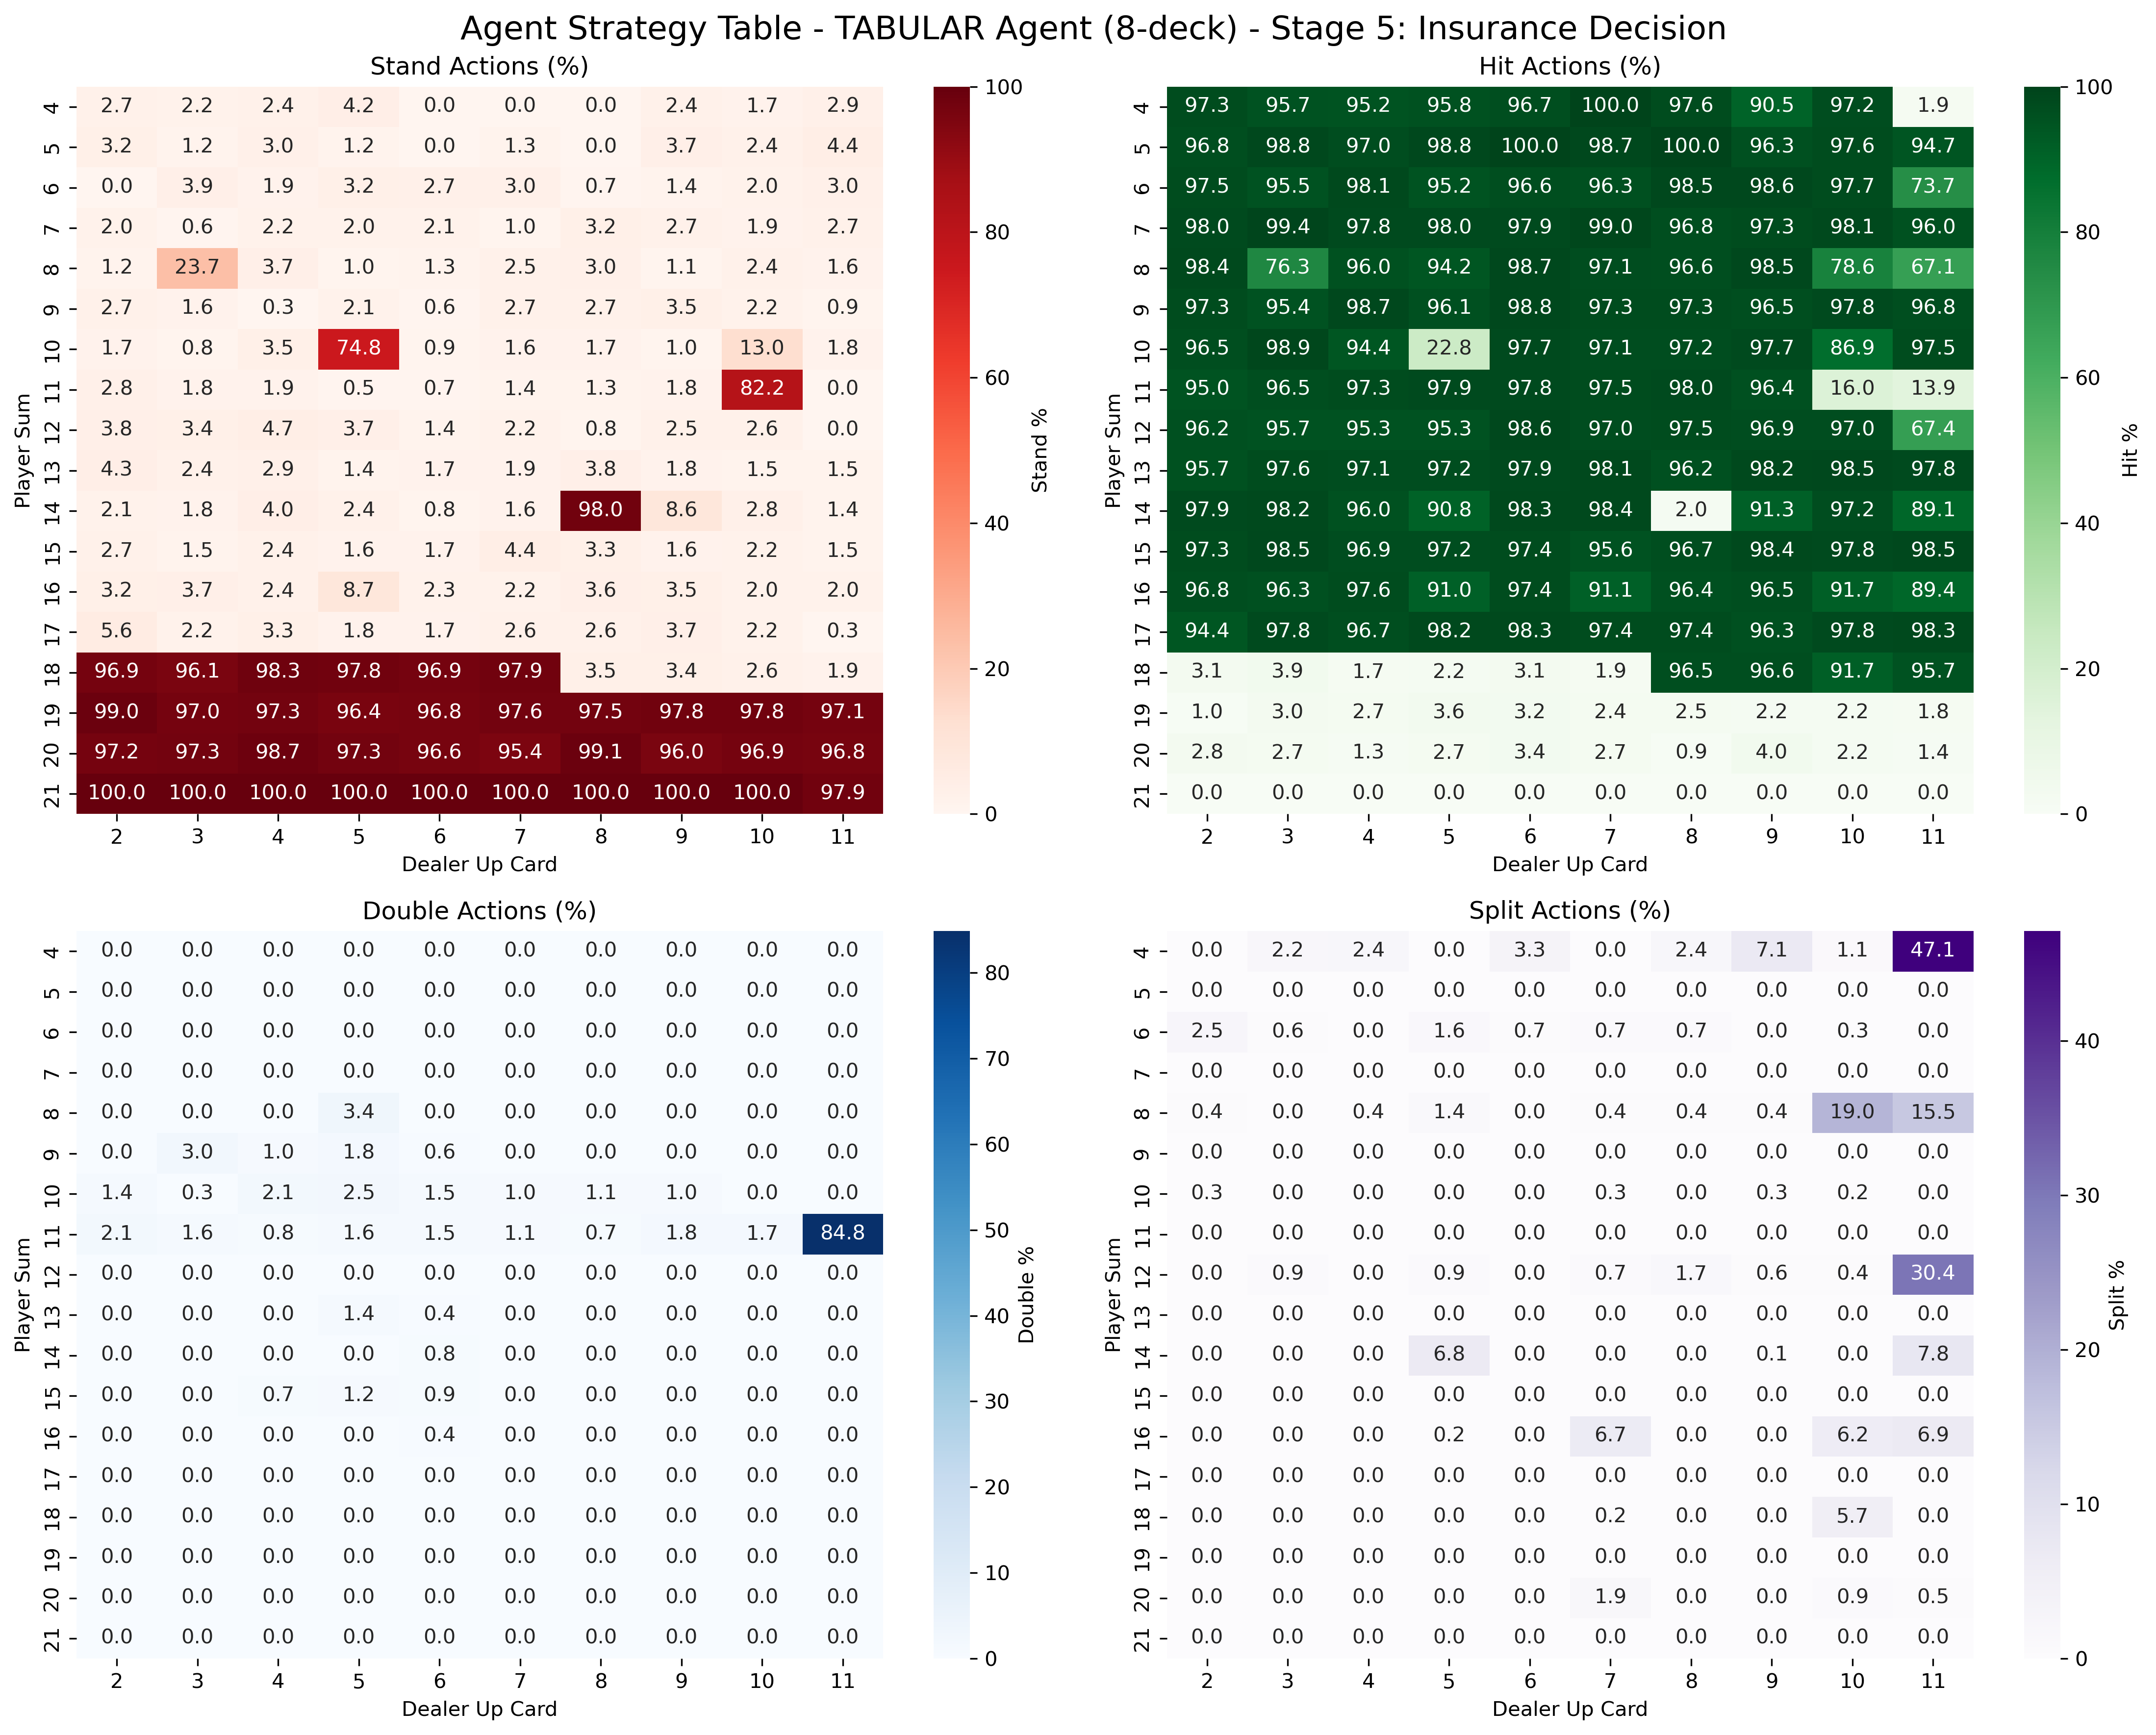 Agent Strategy Table - TABULAR Agent (8-deck) - Stage 5: Insurance Decision
Stand Actions (%)
Player Sum
4 2.7 2.2 2.4 4.2 0.0 0.0 0.0 2.4 1.7 2.9
5 3.2 1.2 3.0 1.2 0.0 1.3 0.0 3.7 2.4 4.4
6 0.0 3.9 1.9 3.2 2.7 3.0 0.7 1.4 2.0 3.0
7 2.0 0.6 2.2 2.0 2.1 1.0 3.2 2.7 1.9 2.7
8 1.2 23.7 3.7 1.0 1.3 2.5 3.0 1.1 2.4 1.6
9 2.7 1.6 0.3 2.1 0.6 2.7 2.7 3.5 2.2 0.9
10 1.7 0.8 3.5 74.8 0.9 1.6 1.7 1.0 13.0 1.8
11 2.8 1.8 1.9 0.5 0.7 1.4 1.3 1.8 82.2 0.0
12 3.8 3.4 4.7 3.7 1.4 2.2 0.8 2.5 2.6 0.0
13 4.3 2.4 2.9 1.4 1.7 1.9 3.8 1.8 1.5 1.5
14 2.1 1.8 4.0 2.4 0.8 1.6 98.0 8.6 2.8 1.4
15 2.7 1.5 2.4 1.6 1.7 4.4 3.3 1.6 2.2 1.5
16 3.2 3.7 2.4 8.7 2.3 2.2 3.6 3.5 2.0 2.0
17 5.6 2.2 3.3 1.8 1.7 2.6 2.6 3.7 2.2 0.3
18 96.9 96.1 98.3 97.8 96.9 97.9 3.5 3.4 2.6 1.9
19 99.0 97.0 97.3 96.4 96.8 97.6 97.5 97.8 97.8 97.1
20 97.2 97.3 98.7 97.3 96.6 95.4 99.1 96.0 96.9 96.8
21 100.0 100.0 100.0 100.0 100.0 100.0 100.0 100.0 100.0 97.9
2 3 4 5 6 7 8 9 10 11
Dealer Up Card
100
80
60
40
20
0
Stand %
Hit Actions (%)
Player Sum
4 97.3 95.7 95.2 95.8 96.7 100.0 97.6 90.5 97.2 1.9
5 96.8 98.8 97.0 98.8 100.0 98.7 100.0 96.3 97.6 94.7
6 97.5 95.5 98.1 95.2 96.6 96.3 98.5 98.6 97.7 73.7
7 98.0 99.4 97.8 98.0 97.9 99.0 96.8 97.3 98.1 96.0
8 98.4 76.3 96.0 94.2 98.7 97.1 96.6 98.5 78.6 67.1
9 97.3 95.4 98.7 96.1 98.8 97.3 97.3 96.5 97.8 96.8
10 96.5 98.9 94.4 22.8 97.7 97.1 97.2 97.7 86.9 97.5
11 95.0 96.5 97.3 97.9 97.8 97.5 98.0 96.4 16.0 13.9
12 96.2 95.7 95.3 95.3 98.6 97.0 97.5 96.9 97.0 67.4
13 95.7 97.6 97.1 97.2 97.9 98.1 96.2 98.2 98.5 97.8
14 97.9 98.2 96.0 90.8 98.3 98.4 2.0 91.3 97.2 89.1
15 97.3 98.5 96.9 97.2 97.4 95.6 96.7 98.4 97.8 98.5
16 96.8 96.3 97.6 91.0 97.4 91.1 96.4 96.5 91.7 89.4
17 94.4 97.8 96.7 98.2 98.3 97.4 97.4 96.3 97.8 98.3
18 3.1 3.9 1.7 2.2 3.1 1.9 96.5 96.6 91.7 95.7
19 1.0 3.0 2.7 3.6 3.2 2.4 2.5 2.2 2.2 1.8
20 2.8 2.7 1.3 2.7 3.4 2.7 0.9 4.0 2.2 1.4
21 0.0 0.0 0.0 0.0 0.0 0.0 0.0 0.0 0.0 0.0
2 3 4 5 6 7 8 9 10 11
Dealer Up Card
100
80
60
40
20
0
Hit %
Double Actions (%)
Player Sum
4 0.0 0.0 0.0 0.0 0.0 0.0 0.0 0.0 0.0 0.0
5 0.0 0.0 0.0 0.0 0.0 0.0 0.0 0.0 0.0 0.0
6 0.0 0.0 0.0 0.0 0.0 0.0 0.0 0.0 0.0 0.0
7 0.0 0.0 0.0 0.0 0.0 0.0 0.0 0.0 0.0 0.0
8 0.0 0.0 0.0 3.4 0.0 0.0 0.0 0.0 0.0 0.0
9 0.0 3.0 1.0 1.8 0.6 0.0 0.0 0.0 0.0 0.0
10 1.4 0.3 2.1 2.5 1.5 1.0 1.1 1.0 0.0 0.0
11 2.1 1.6 0.8 1.6 1.5 1.1 0.7 1.8 1.7 84.8
12 0.0 0.0 0.0 0.0 0.0 0.0 0.0 0.0 0.0 0.0
13 0.0 0.0 0.0 1.4 0.4 0.0 0.0 0.0 0.0 0.0
14 0.0 0.0 0.0 0.0 0.8 0.0 0.0 0.0 0.0 0.0
15 0.0 0.0 0.7 1.2 0.9 0.0 0.0 0.0 0.0 0.0
16 0.0 0.0 0.0 0.0 0.4 0.0 0.0 0.0 0.0 0.0
17 0.0 0.0 0.0 0.0 0.0 0.0 0.0 0.0 0.0 0.0
18 0.0 0.0 0.0 0.0 0.0 0.0 0.0 0.0 0.0 0.0
19 0.0 0.0 0.0 0.0 0.0 0.0 0.0 0.0 0.0 0.0
20 0.0 0.0 0.0 0.0 0.0 0.0 0.0 0.0 0.0 0.0
21 0.0 0.0 0.0 0.0 0.0 0.0 0.0 0.0 0.0 0.0
2 3 4 5 6 7 8 9 10 11
Dealer Up Card
80
70
60
50
40
30
20
10
0
Double %
Split Actions (%)
Player Sum
4 0.0 2.2 2.4 0.0 3.3 0.0 2.4 7.1 1.1 47.1
5 0.0 0.0 0.0 0.0 0.0 0.0 0.0 0.0 0.0 0.0
6 2.5 0.6 0.0 1.6 0.7 0.7 0.7 0.0 0.3 0.0
7 0.0 0.0 0.0 0.0 0.0 0.0 0.0 0.0 0.0 0.0
8 0.4 0.0 0.4 1.4 0.0 0.4 0.4 0.4 19.0 15.5
9 0.0 0.0 0.0 0.0 0.0 0.0 0.0 0.0 0.0 0.0
10 0.3 0.0 0.0 0.0 0.0 0.3 0.0 0.3 0.2 0.0
11 0.0 0.0 0.0 0.0 0.0 0.0 0.0 0.0 0.0 0.0
12 0.0 0.9 0.0 0.9 0.0 0.7 1.7 0.6 0.4 30.4
13 0.0 0.0 0.0 0.0 0.0 0.0 0.0 0.0 0.0 0.0
14 0.0 0.0 0.0 6.8 0.0 0.0 0.0 0.1 0.0 7.8
15 0.0 0.0 0.0 0.0 0.0 0.0 0.0 0.0 0.0 0.0
16 0.0 0.0 0.0 0.2 0.0 6.7 0.0 0.0 6.2 6.9
17 0.0 0.0 0.0 0.0 0.0 0.0 0.0 0.0 0.0 0.0
18 0.0 0.0 0.0 0.0 0.0 0.2 0.0 0.0 5.7 0.0
19 0.0 0.0 0.0 0.0 0.0 0.0 0.0 0.0 0.0 0.0
20 0.0 0.0 0.0 0.0 0.0 1.9 0.0 0.0 0.9 0.5
21 0.0 0.0 0.0 0.0 0.0 0.0 0.0 0.0 0.0 0.0
2 3 4 5 6 7 8 9 10 11
Dealer Up Card
40
30
20
10
0
Split %